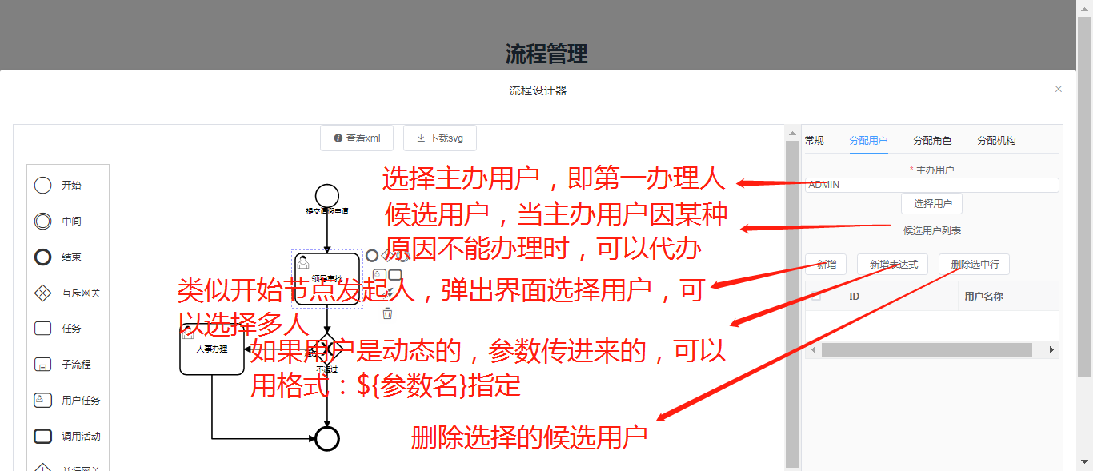 流程管理
流程设计器
查看xml
下载svg
常规
分配用户
分配角色
分配机构
* 主办用户
ADMIN
选择用户
候选用户列表
新增
新增表达式
删除选中行
ID
用户名称
开始
中间
结束
互斥网关
任务
子流程
用户任务
调用活动
选择主办用户，即第一办理人
候选用户，当主办用户因某种
原因不能办理时，可以代办
类似开始节点发起人，弹出界面选择用户，可
以选择多人
人事办理
如果用户是动态的，参数传进来的，可以
用格式：${参数名}指定
不通过
删除选择的候选用户